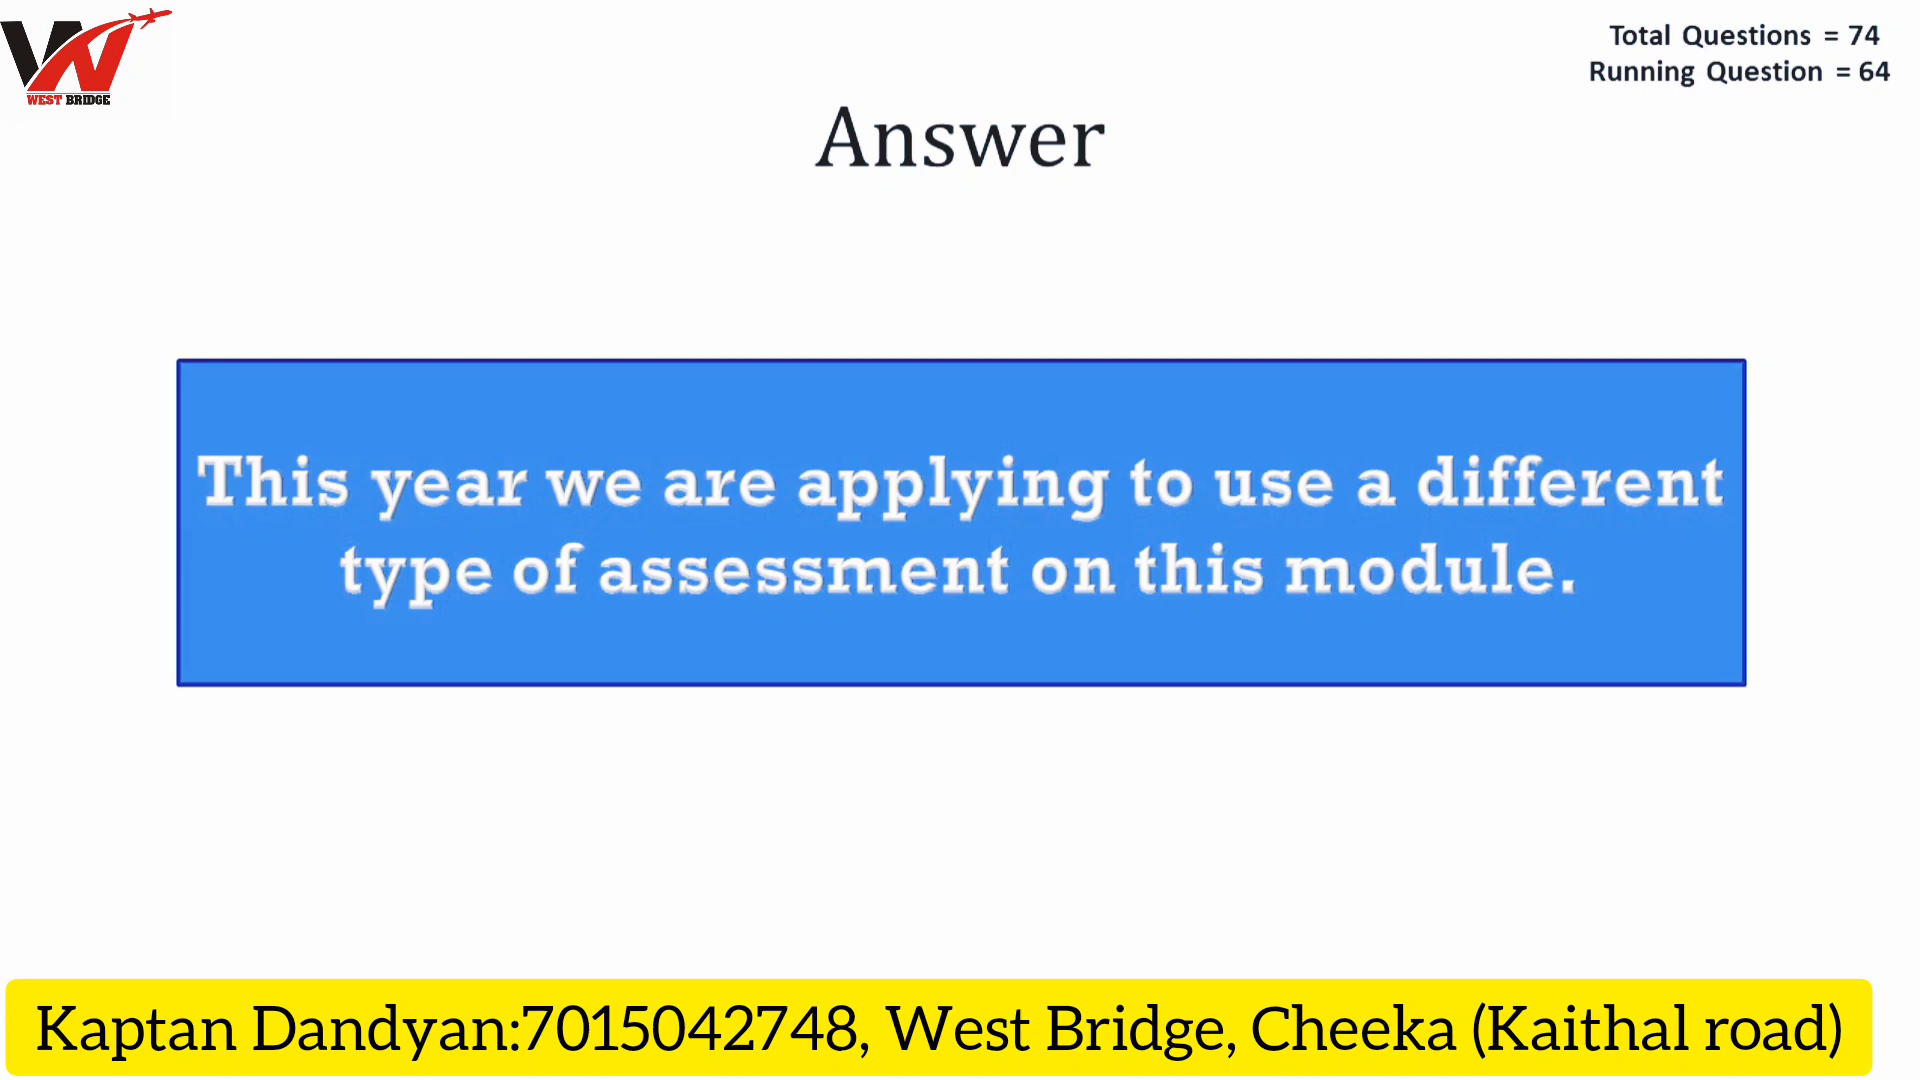 WEST BRIDGE
Total Questions = 74
Running Question = 64
Answer
This year we are applying to use a different
type of assessment on this module.
Kaptan Dandyan:7015042748, West Bridge, Cheeka (Kaithal road)